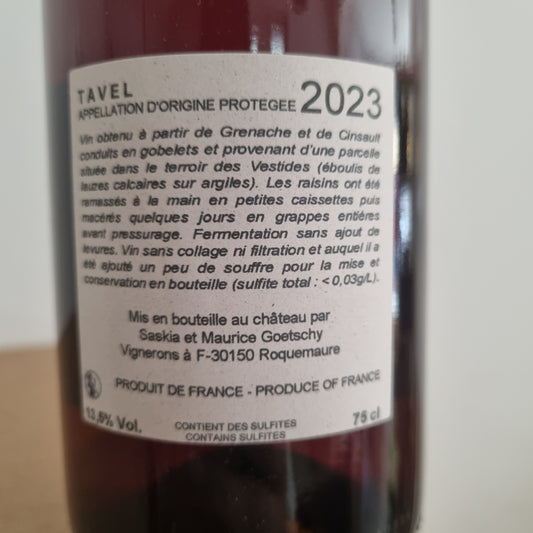 TAVEL
APPELLATION D'ORIGINE PROTEGEE 2023
Vin obtenu à partir de Grenache et de Cinsault
conduits en gobelets et provenant d'une parcelle
située dans le terroir des Vestides (éboulis de
lauzes calcaires sur argiles). Les raisins ont été
ramassés à la main en petites caissettes puis
macérés quelques jours en grappes entières
avant pressurage. Fermentation sans ajout de
levures. Vin sans collage ni filtration et auquel il a
été ajouté un peu de souffre pour la mise et
conservation en bouteille (sulfite total : <0,03g/L).
Mis en bouteille au château par
Saskia et Maurice Goetschy
Vignerons à F-30150 Roquemaure
PRODUIT DE FRANCE - PRODUCE OF FRANCE
13,5% Vol.
CONTIENT DES SULFITES
CONTAINS SULFITES
75 cl